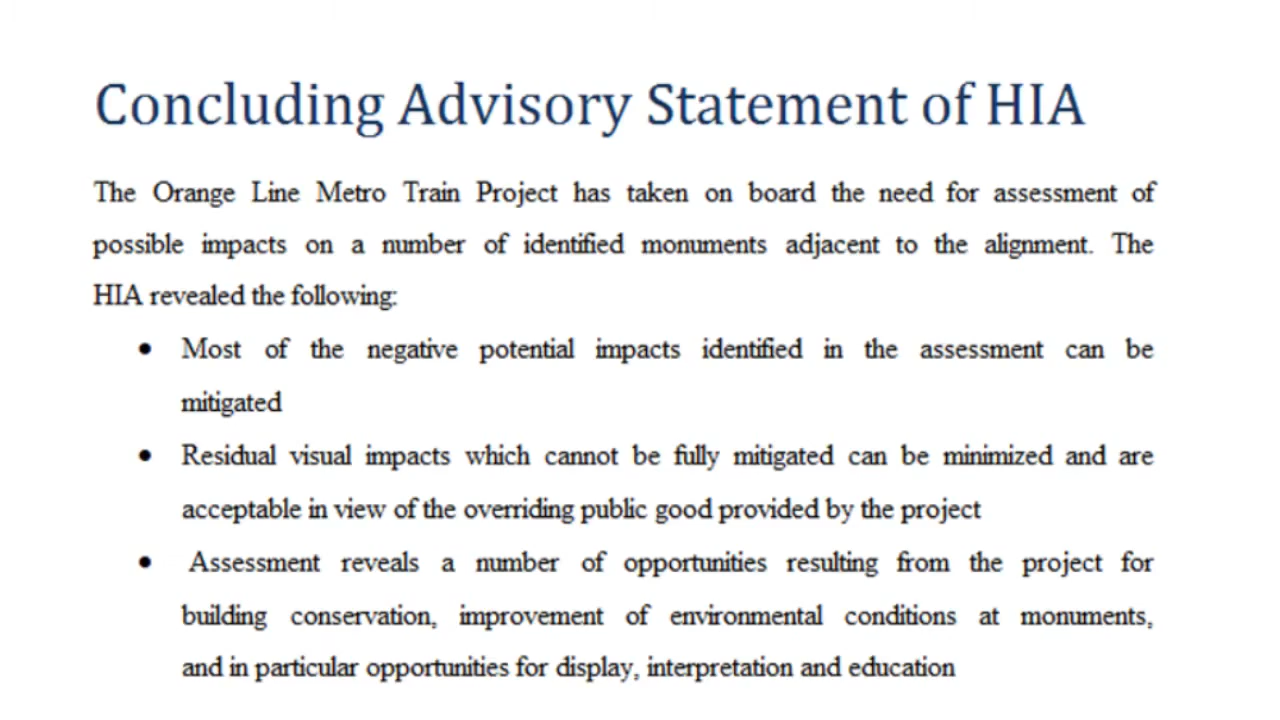 Concluding Advisory Statement of HIA
The Orange Line Metro Train Project has taken on board the need for assessment of
possible impacts on a number of identified monuments adjacent to the alignment. The
HIA revealed the following:
• Most of the negative potential impacts identified in the assessment can be
mitigated
• Residual visual impacts which cannot be fully mitigated can be minimized and are
acceptable in view of the overriding public good provided by the project
• Assessment reveals a number of opportunities resulting from the project for
building conservation, improvement of environmental conditions at monuments,
and in particular opportunities for display, interpretation and education